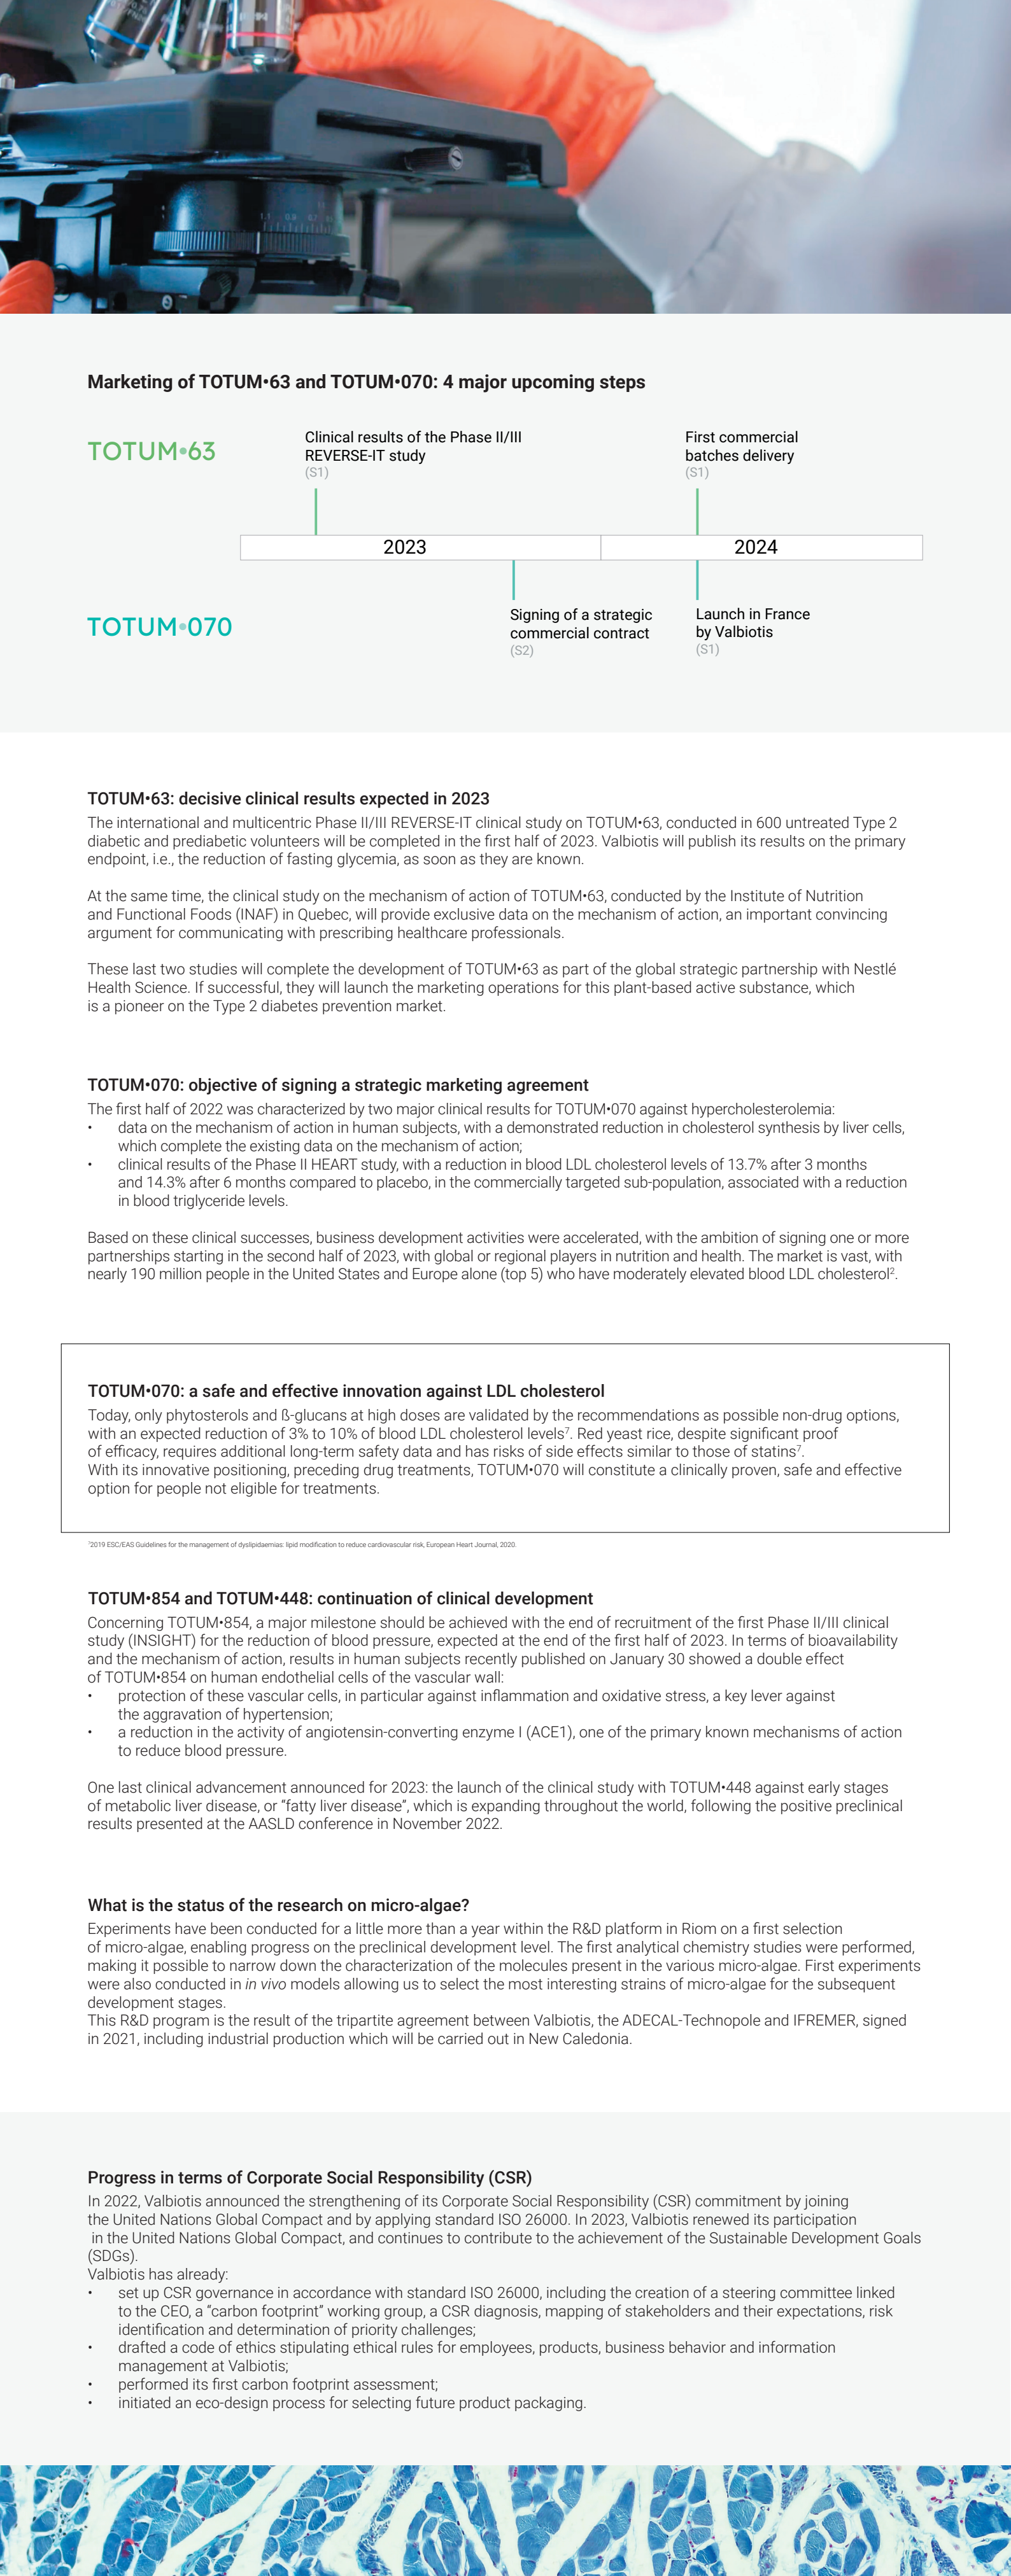 Marketing of TOTUM•63 and TOTUM•070: 4 major upcoming steps
TOTUM•63
Clinical results of the Phase II/III
REVERSE-IT study
(S1)
First commercial
batches delivery
(S1)
2023
2024
TOTUM•070
Signing of a strategic
commercial contract
(S2)
Launch in France
by Valbiotis
(S1)
TOTUM•63: decisive clinical results expected in 2023
The international and multicentric Phase II/III REVERSE-IT clinical study on TOTUM•63, conducted in 600 untreated Type 2
diabetic and prediabetic volunteers will be completed in the first half of 2023. Valbiotis will publish its results on the primary
endpoint, i.e., the reduction of fasting glycemia, as soon as they are known.
At the same time, the clinical study on the mechanism of action of TOTUM•63, conducted by the Institute of Nutrition
and Functional Foods (INAF) in Quebec, will provide exclusive data on the mechanism of action, an important convincing
argument for communicating with prescribing healthcare professionals.
These last two studies will complete the development of TOTUM•63 as part of the global strategic partnership with Nestlé
Health Science. If successful, they will launch the marketing operations for this plant-based active substance, which
is a pioneer on the Type 2 diabetes prevention market.
TOTUM•070: objective of signing a strategic marketing agreement
The first half of 2022 was characterized by two major clinical results for TOTUM•070 against hypercholesterolemia:
• data on the mechanism of action in human subjects, with a demonstrated reduction in cholesterol synthesis by liver cells,
which complete the existing data on the mechanism of action;
• clinical results of the Phase II HEART study, with a reduction in blood LDL cholesterol levels of 13.7% after 3 months
and 14.3% after 6 months compared to placebo, in the commercially targeted sub-population, associated with a reduction
in blood triglyceride levels.
Based on these clinical successes, business development activities were accelerated, with the ambition of signing one or more
partnerships starting in the second half of 2023, with global or regional players in nutrition and health. The market is vast, with
nearly 190 million people in the United States and Europe alone (top 5) who have moderately elevated blood LDL cholesterol².
TOTUM•070: a safe and effective innovation against LDL cholesterol
Today, only phytosterols and ß-glucans at high doses are validated by the recommendations as possible non-drug options,
with an expected reduction of 3% to 10% of blood LDL cholesterol levels⁷. Red yeast rice, despite significant proof
of efficacy, requires additional long-term safety data and has risks of side effects similar to those of statins⁷.
With its innovative positioning, preceding drug treatments, TOTUM•070 will constitute a clinically proven, safe and effective
option for people not eligible for treatments.
⁷2019 ESC/EAS Guidelines for the management of dyslipidaemias: lipid modification to reduce cardiovascular risk, European Heart Journal, 2020.
TOTUM•854 and TOTUM•448: continuation of clinical development
Concerning TOTUM•854, a major milestone should be achieved with the end of recruitment of the first Phase II/III clinical
study (INSIGHT) for the reduction of blood pressure, expected at the end of the first half of 2023. In terms of bioavailability
and the mechanism of action, results in human subjects recently published on January 30 showed a double effect
of TOTUM•854 on human endothelial cells of the vascular wall:
• protection of these vascular cells, in particular against inflammation and oxidative stress, a key lever against
the aggravation of hypertension;
• a reduction in the activity of angiotensin-converting enzyme I (ACE1), one of the primary known mechanisms of action
to reduce blood pressure.
One last clinical advancement announced for 2023: the launch of the clinical study with TOTUM•448 against early stages
of metabolic liver disease, or “fatty liver disease”, which is expanding throughout the world, following the positive preclinical
results presented at the AASLD conference in November 2022.
What is the status of the research on micro-algae?
Experiments have been conducted for a little more than a year within the R&D platform in Riom on a first selection
of micro-algae, enabling progress on the preclinical development level. The first analytical chemistry studies were performed,
making it possible to narrow down the characterization of the molecules present in the various micro-algae. First experiments
were also conducted in in vivo models allowing us to select the most interesting strains of micro-algae for the subsequent
development stages.
This R&D program is the result of the tripartite agreement between Valbiotis, the ADECAL-Technopole and IFREMER, signed
in 2021, including industrial production which will be carried out in New Caledonia.
Progress in terms of Corporate Social Responsibility (CSR)
In 2022, Valbiotis announced the strengthening of its Corporate Social Responsibility (CSR) commitment by joining
the United Nations Global Compact and by applying standard ISO 26000. In 2023, Valbiotis renewed its participation
in the United Nations Global Compact, and continues to contribute to the achievement of the Sustainable Development Goals
(SDGs).
Valbiotis has already:
• set up CSR governance in accordance with standard ISO 26000, including the creation of a steering committee linked
to the CEO, a “carbon footprint” working group, a CSR diagnosis, mapping of stakeholders and their expectations, risk
identification and determination of priority challenges;
• drafted a code of ethics stipulating ethical rules for employees, products, business behavior and information
management at Valbiotis;
• performed its first carbon footprint assessment;
• initiated an eco-design process for selecting future product packaging.